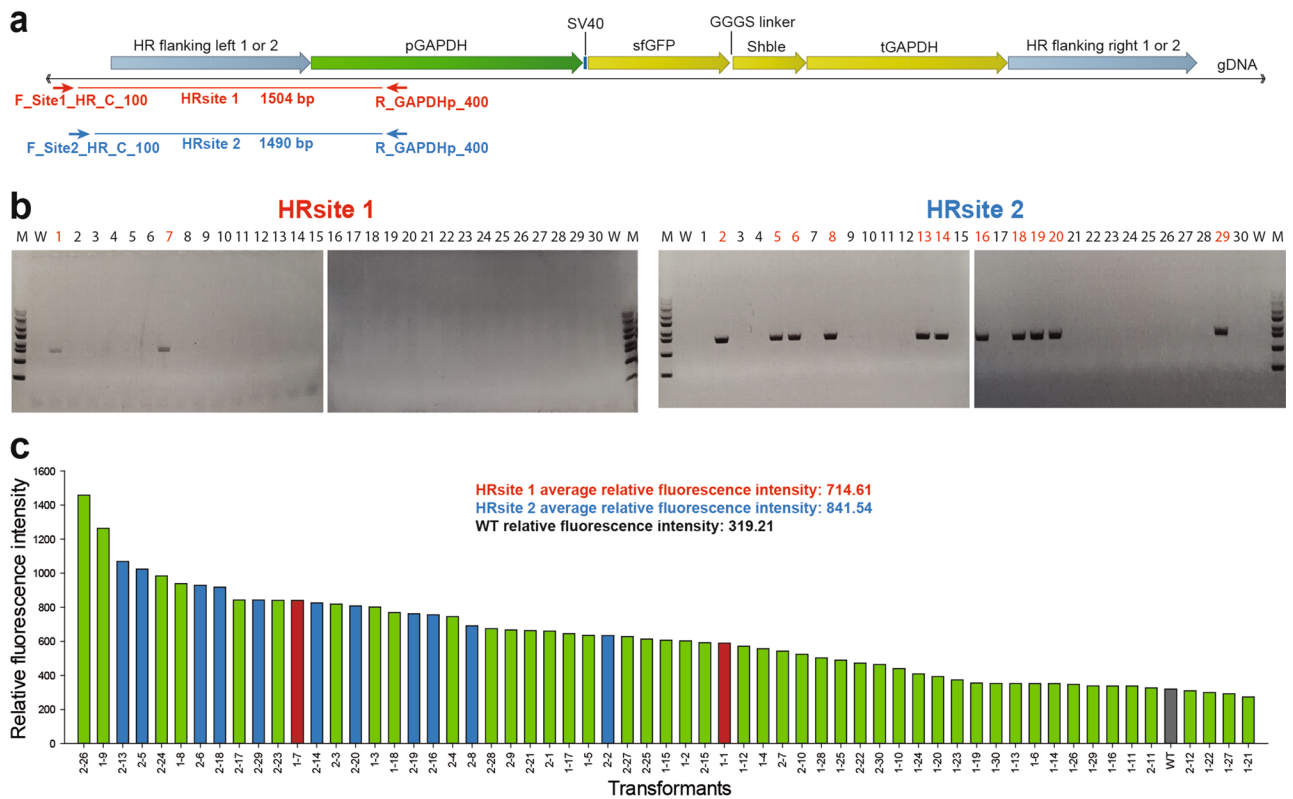 a
SV40
GGGS linker
HR flanking left 1 or 2
pGAPDH
sfGFP
Shble
tGAPDH
HR flanking right 1 or 2
gDNA
F_Site1_HR_C_100
HRsite 1 1504 bp
R_GAPDHp_400
F_Site2_HR_C_100
HRsite 2 1490 bp
R_GAPDHp_400
b
HRsite 1
HRsite 2
M W 1 2 3 4 5 6 7 8 9 10 11 12 13 14 15 16 17 18 19 20 21 22 23 24 25 26 27 28 29 30 W M
M W 1 2 3 4 5 6 7 8 9 10 11 12 13 14 15 16 17 18 19 20 21 22 23 24 25 26 27 28 29 30 W M
c
Relative fluorescence intensity
1600
1400
1200
1000
800
600
400
200
0
HRsite 1 average relative fluorescence intensity: 714.61
HRsite 2 average relative fluorescence intensity: 841.54
WT relative fluorescence intensity: 319.21
2-26 1-9 2-13 2-5 2-24 1-8 2-6 2-18 2-17 2-29 2-23 1-7 2-14 2-3 2-20 1-3 1-18 2-19 2-16 2-4 2-8 2-28 2-9 2-21 2-1 1-17 1-5 2-2 2-27 2-25 1-15 1-2 2-15 1-1 1-12 1-4 2-7 2-10 1-28 1-25 2-22 2-30 1-10 1-24 1-20 1-23 1-19 1-30 1-13 1-6 1-14 1-26 1-29 1-16 1-11 2-11 WT 2-12 1-22 1-27 1-21
Transformants